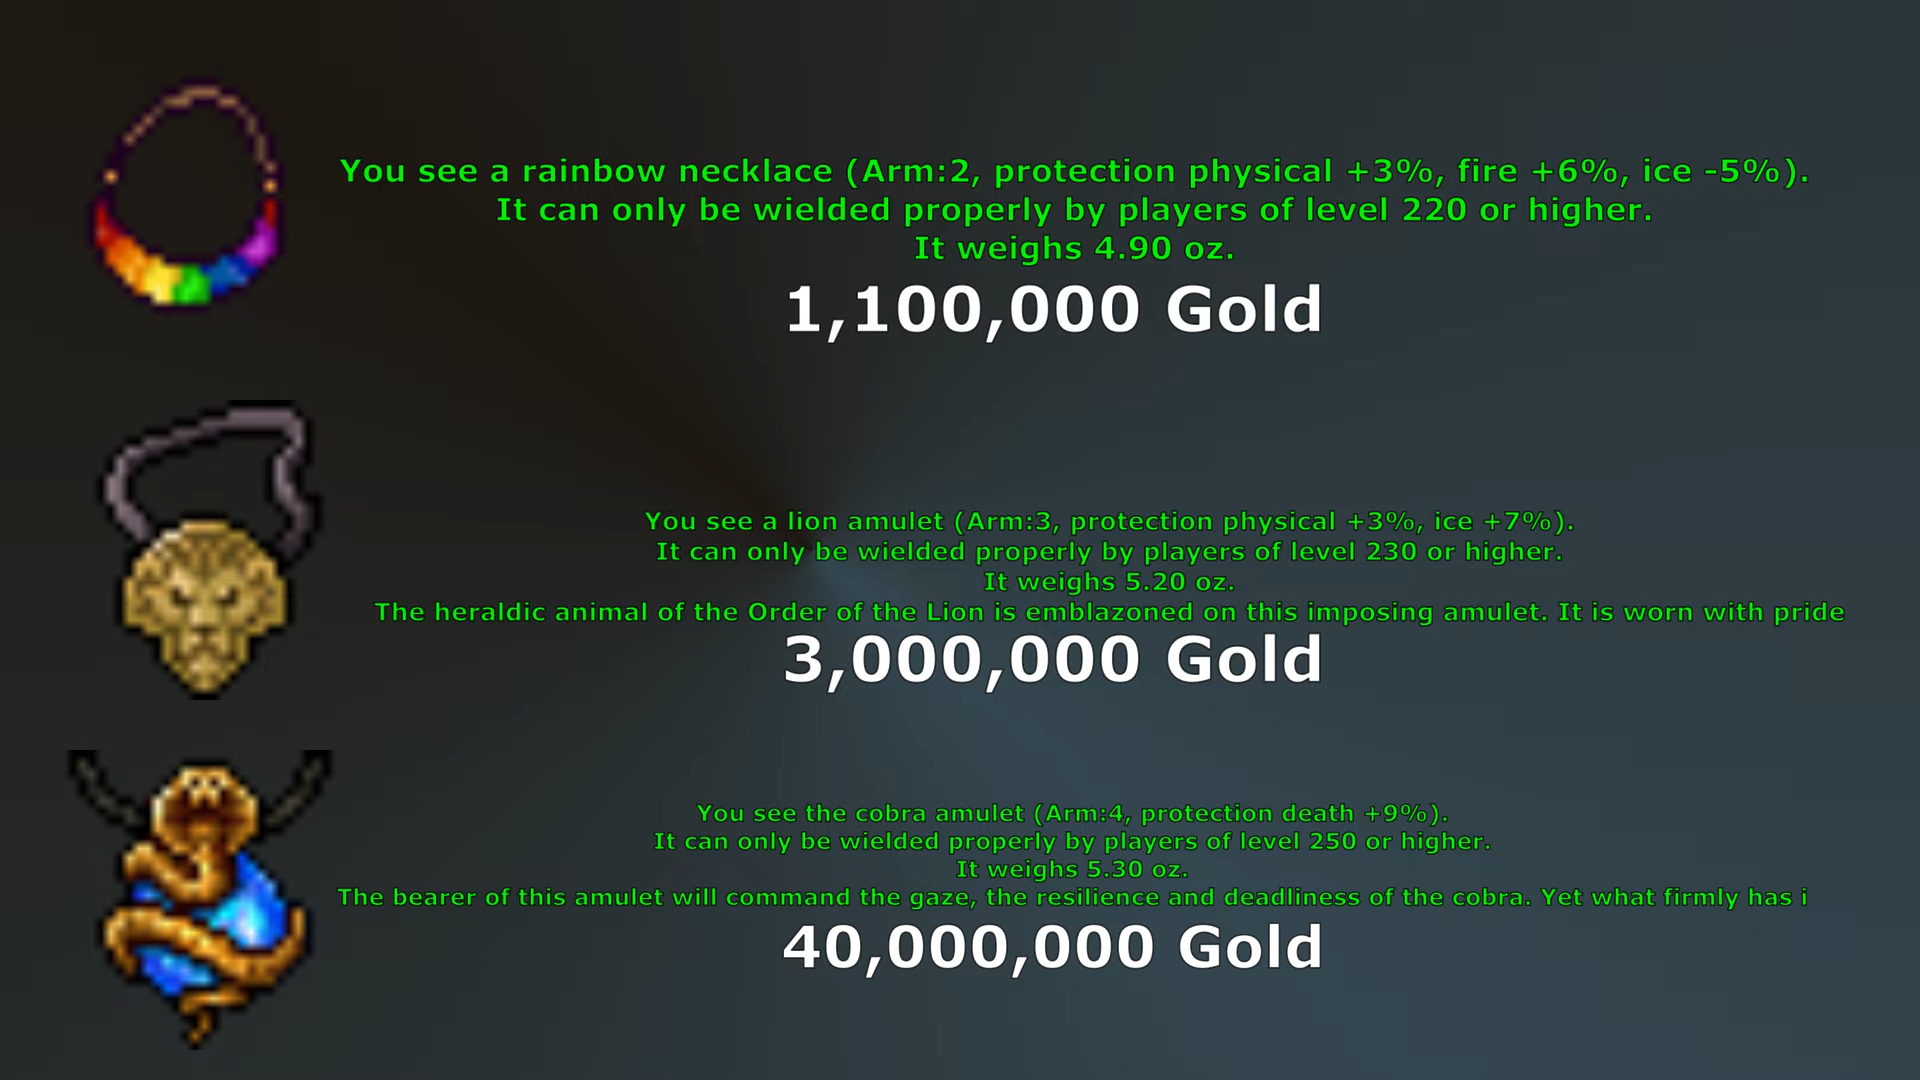 You see a rainbow necklace (Arm:2, protection physical +3%, fire +6%, ice -5%).
It can only be wielded properly by players of level 220 or higher.
It weighs 4.90 oz.
1,100,000 Gold
You see a lion amulet (Arm:3, protection physical +3%, ice +7%).
It can only be wielded properly by players of level 230 or higher.
It weighs 5.20 oz.
The heraldic animal of the Order of the Lion is emblazoned on this imposing amulet. It is worn with pride
3,000,000 Gold
You see the cobra amulet (Arm:4, protection death +9%).
It can only be wielded properly by players of level 250 or higher.
It weighs 5.30 oz.
The bearer of this amulet will command the gaze, the resilience and deadliness of the cobra. Yet what firmly has i
40,000,000 Gold